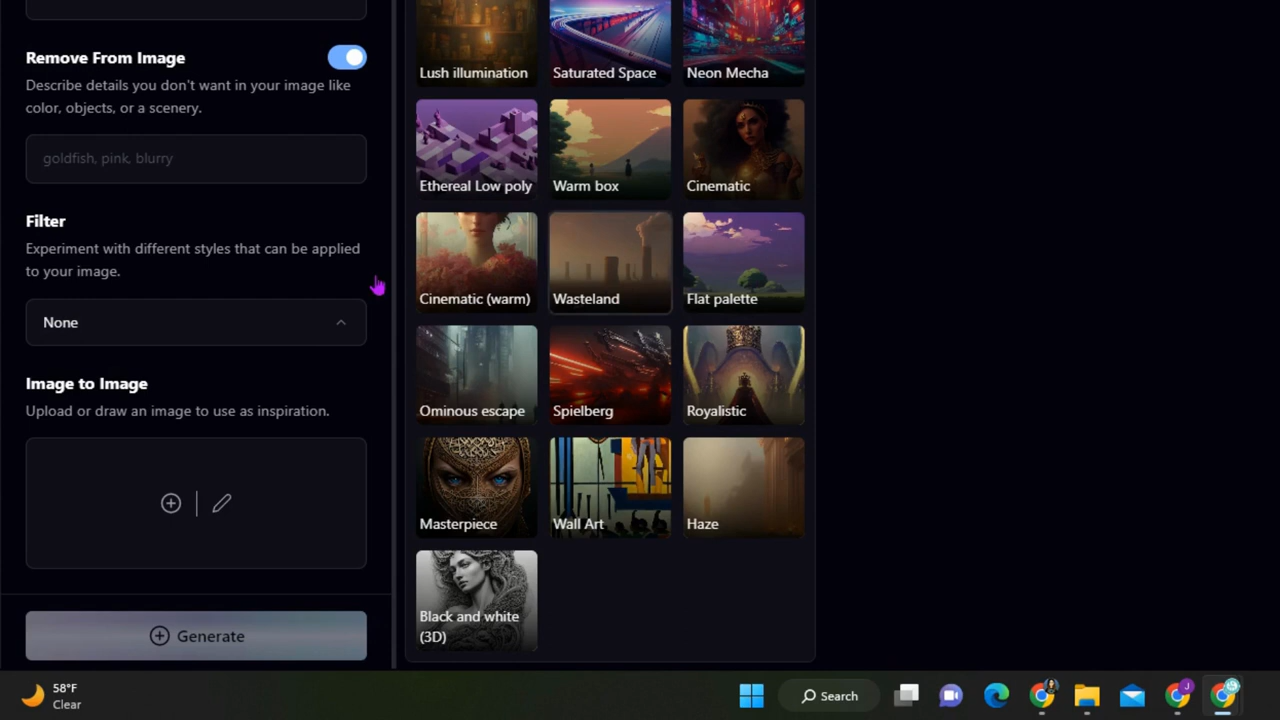 Remove From Image
Describe details you don't want in your image like
color, objects, or a scenery.
goldfish, pink, blurry
Filter
Experiment with different styles that can be applied
to your image.
None
Image to Image
Upload or draw an image to use as inspiration.
Generate
Lush illumination
Saturated Space
Neon Mecha
Ethereal Low poly
Warm box
Cinematic
Cinematic (warm)
Wasteland
Flat palette
Ominous escape
Spielberg
Royalistic
Masterpiece
Wall Art
Haze
Black and white
(3D)
58°F
Clear
Search
J